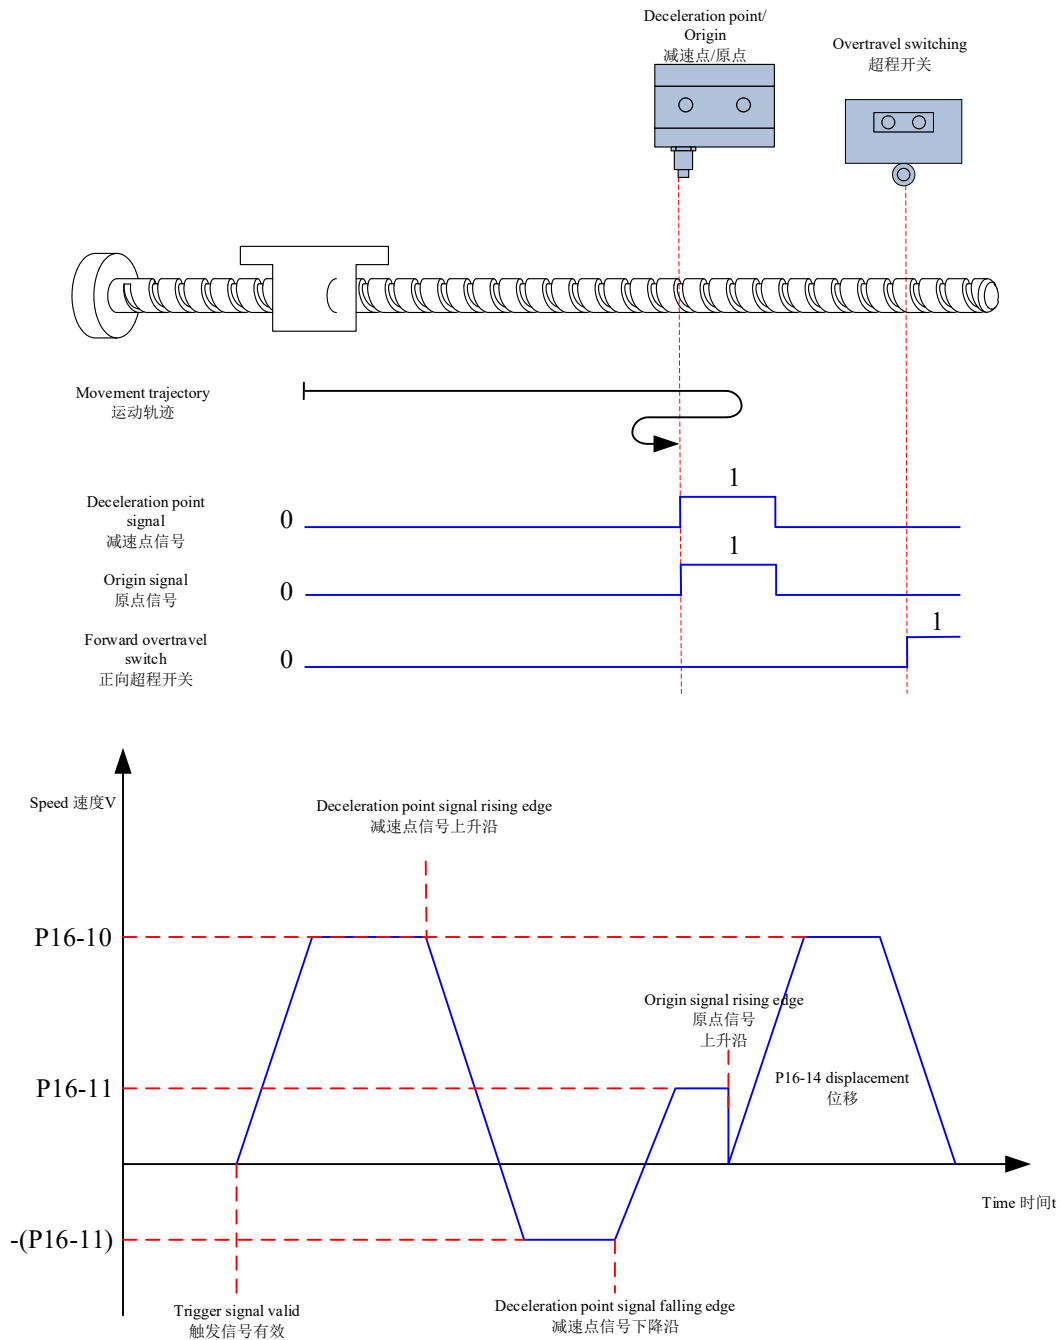 Deceleration point/
Origin
减速点/原点
Overtravel switching
超程开关
Movement trajectory
运动轨迹
1
Deceleration point
signal
减速点信号
0
1
Origin signal
原点信号
0
1
Forward overtravel
switch
正向超程开关
0
Speed 速度V
Deceleration point signal rising edge
减速点信号上升沿
P16-10
Origin signal rising edge
原点信号
上升沿
P16-11
P16-14 displacement
位移
Time 时间t
-(P16-11)
Trigger signal valid
触发信号有效
Deceleration point signal falling edge
减速点信号下降沿